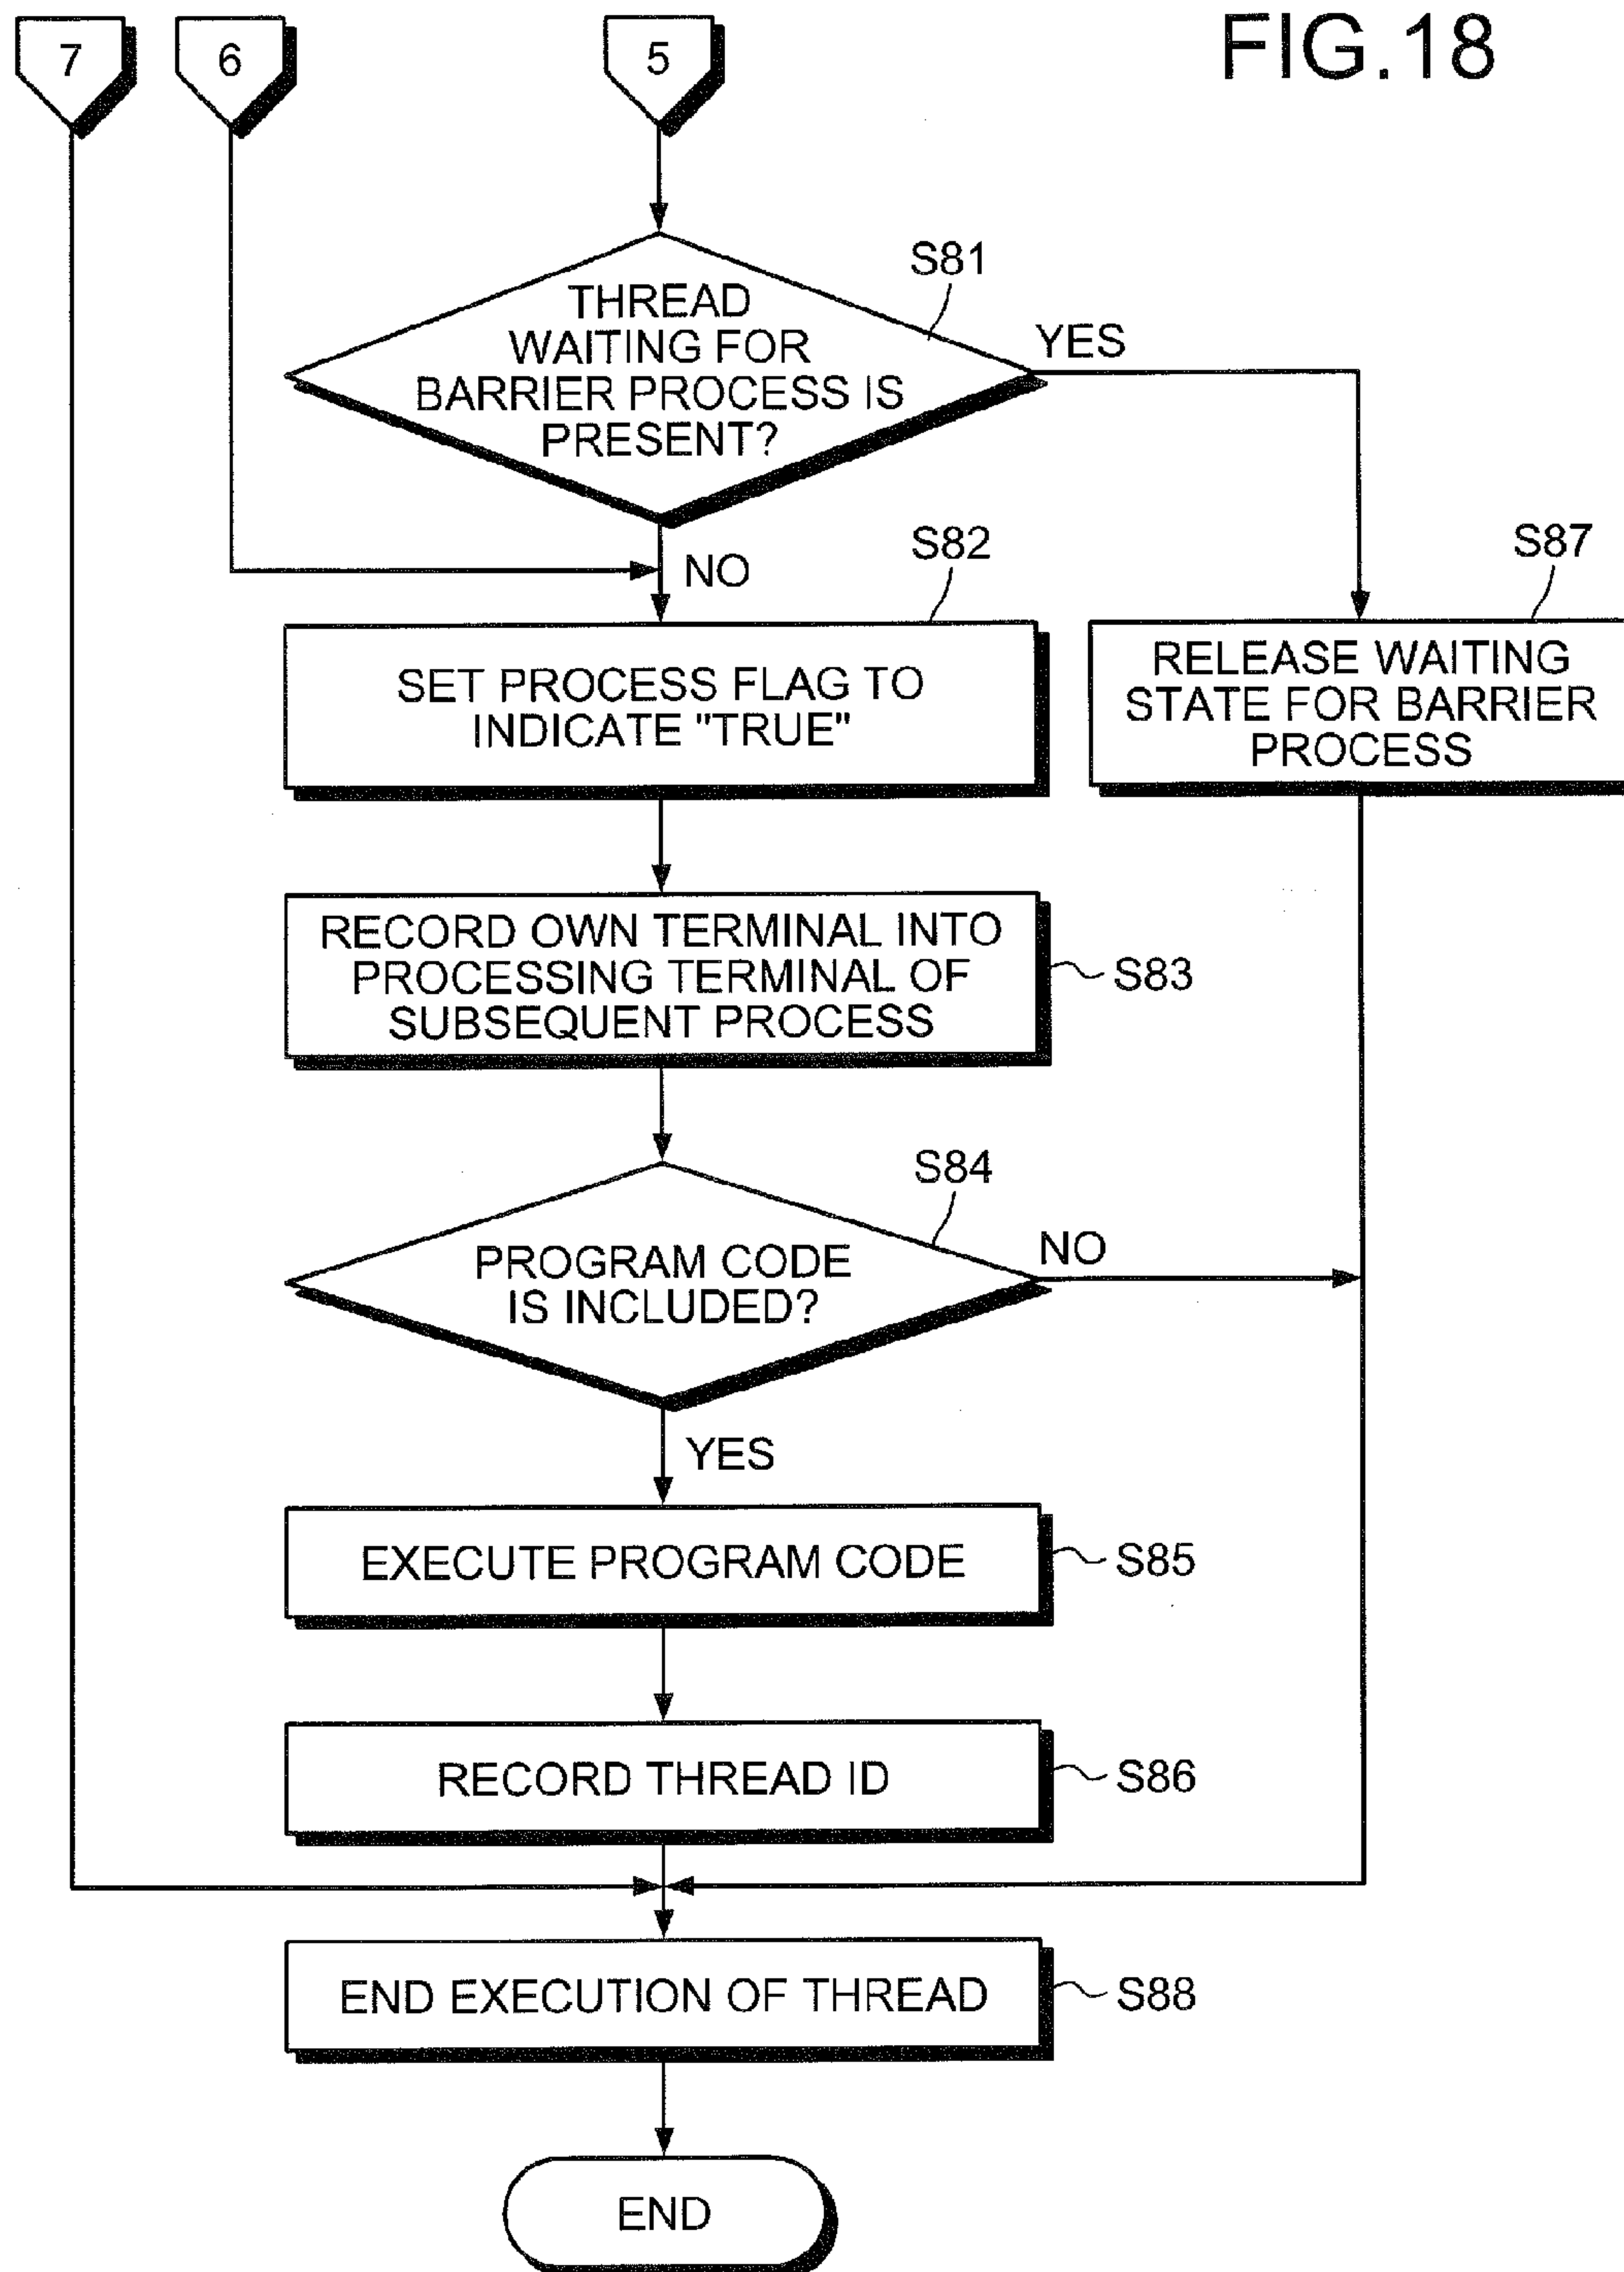 FIG.18
7
6
5
S81
THREAD
WAITING FOR
BARRIER PROCESS IS
PRESENT?
YES
NO
S82
SET PROCESS FLAG TO
INDICATE "TRUE"
S87
RELEASE WAITING
STATE FOR BARRIER
PROCESS
RECORD OWN TERMINAL INTO
PROCESSING TERMINAL OF
SUBSEQUENT PROCESS
S83
S84
PROGRAM CODE
IS INCLUDED?
NO
YES
EXECUTE PROGRAM CODE
S85
RECORD THREAD ID
S86
END EXECUTION OF THREAD
S88
END